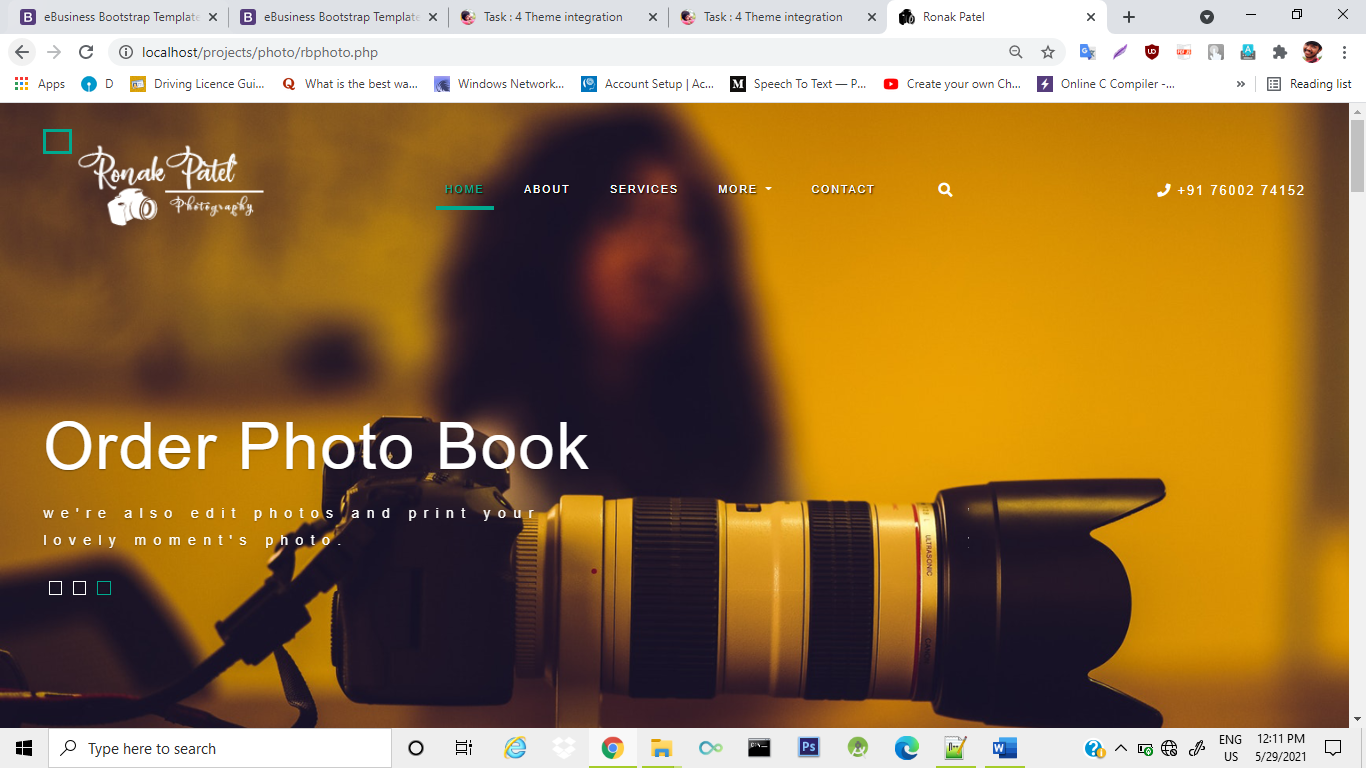 eBusiness Bootstrap Template
eBusiness Bootstrap Template
Task : 4 Theme integration
Task : 4 Theme integration
Ronak Patel
localhost/projects/photo/rbphoto.php
Apps
D
Driving Licence Gui...
What is the best wa...
Windows Network...
Account Setup | Ac...
Speech To Text — P...
Create your own Ch...
Online C Compiler -...
»
Reading list
Ronak Patel
Photography
HOME
ABOUT
SERVICES
MORE
CONTACT
+91 76002 74152
Order Photo Book
we're also edit photos and print your
lovely moment's photo.
ULTRASONIC
Type here to search
ENG
US
12:11 PM
5/29/2021